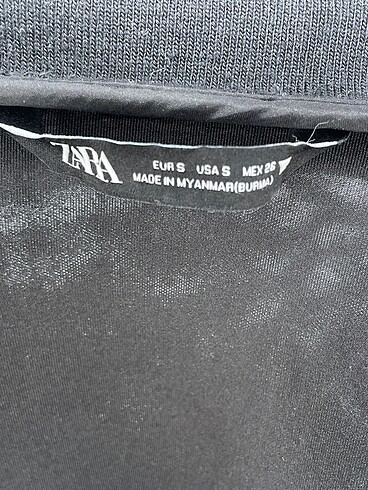 ZARA
EUR S USA S MEX 26
MADE IN MYANMAR(BURMA)